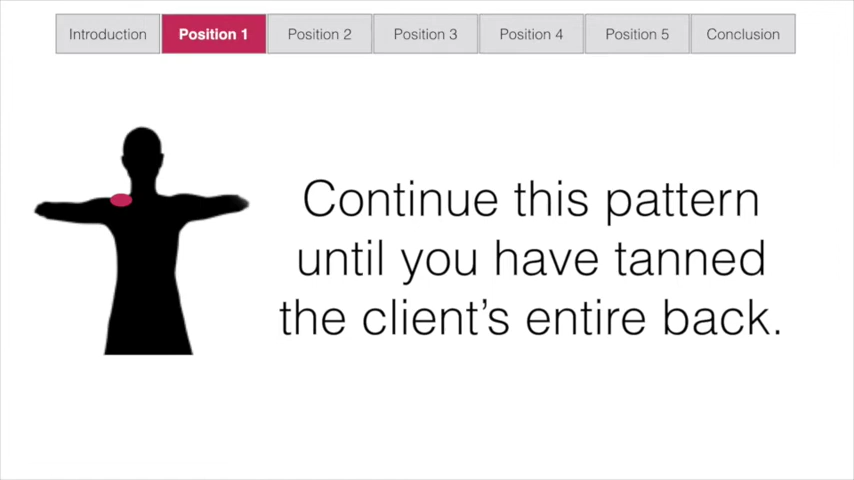 Introduction
Position 1
Position 2
Position 3
Position 4
Position 5
Conclusion
Continue this pattern
until you have tanned
the client’s entire back.